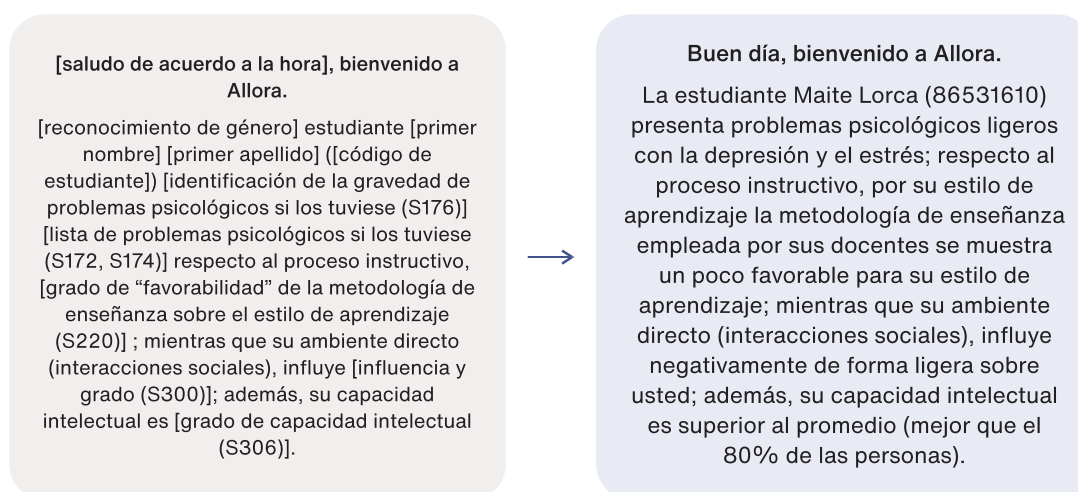 [saludo de acuerdo a la hora], bienvenido a
Allora.
[reconocimiento de género] estudiante [primer
nombre] [primer apellido] ([código de
estudiante]) [identificación de la gravedad de
problemas psicológicos si los tuviese (S176)]
[lista de problemas psicológicos si los tuviese
(S172, S174)] respecto al proceso instructivo,
[grado de “favorabilidad” de la metodología de
enseñanza sobre el estilo de aprendizaje
(S220)] ; mientras que su ambiente directo
(interacciones sociales), influye [influencia y
grado (S300)]; además, su capacidad
intelectual es [grado de capacidad intelectual
(S306)].
Buen día, bienvenido a Allora.
La estudiante Maite Lorca (86531610)
presenta problemas psicológicos ligeros
con la depresión y el estrés; respecto al
proceso instructivo, por su estilo de
aprendizaje la metodología de enseñanza
empleada por sus docentes se muestra
un poco favorable para su estilo de
aprendizaje; mientras que su ambiente
directo (interacciones sociales), influye
negativamente de forma ligera sobre
usted; además, su capacidad intelectual
es superior al promedio (mejor que el
80% de las personas).